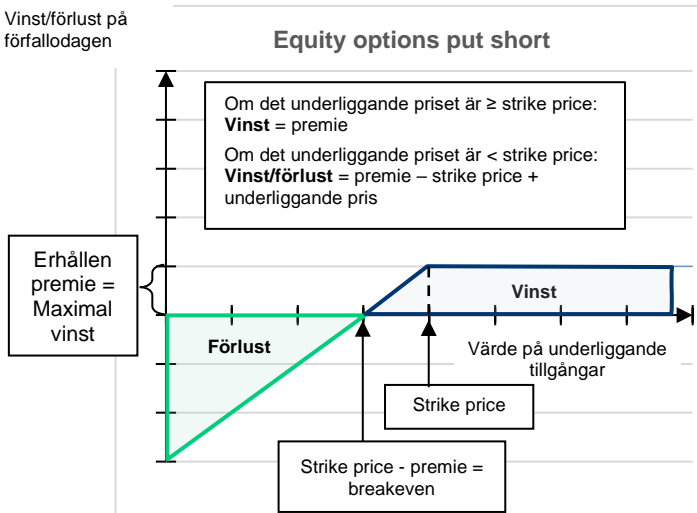 Vinst/förlust på
förfallodagen
Equity options put short
Om det underliggande priset är ≥ strike price:
Vinst = premie
Om det underliggande priset är < strike price:
Vinst/förlust = premie – strike price +
underliggande pris
Erhållen
premie =
Maximal
vinst
Vinst
Förlust
Värde på underliggande
tillgångar
Strike price
Strike price - premie =
breakeven